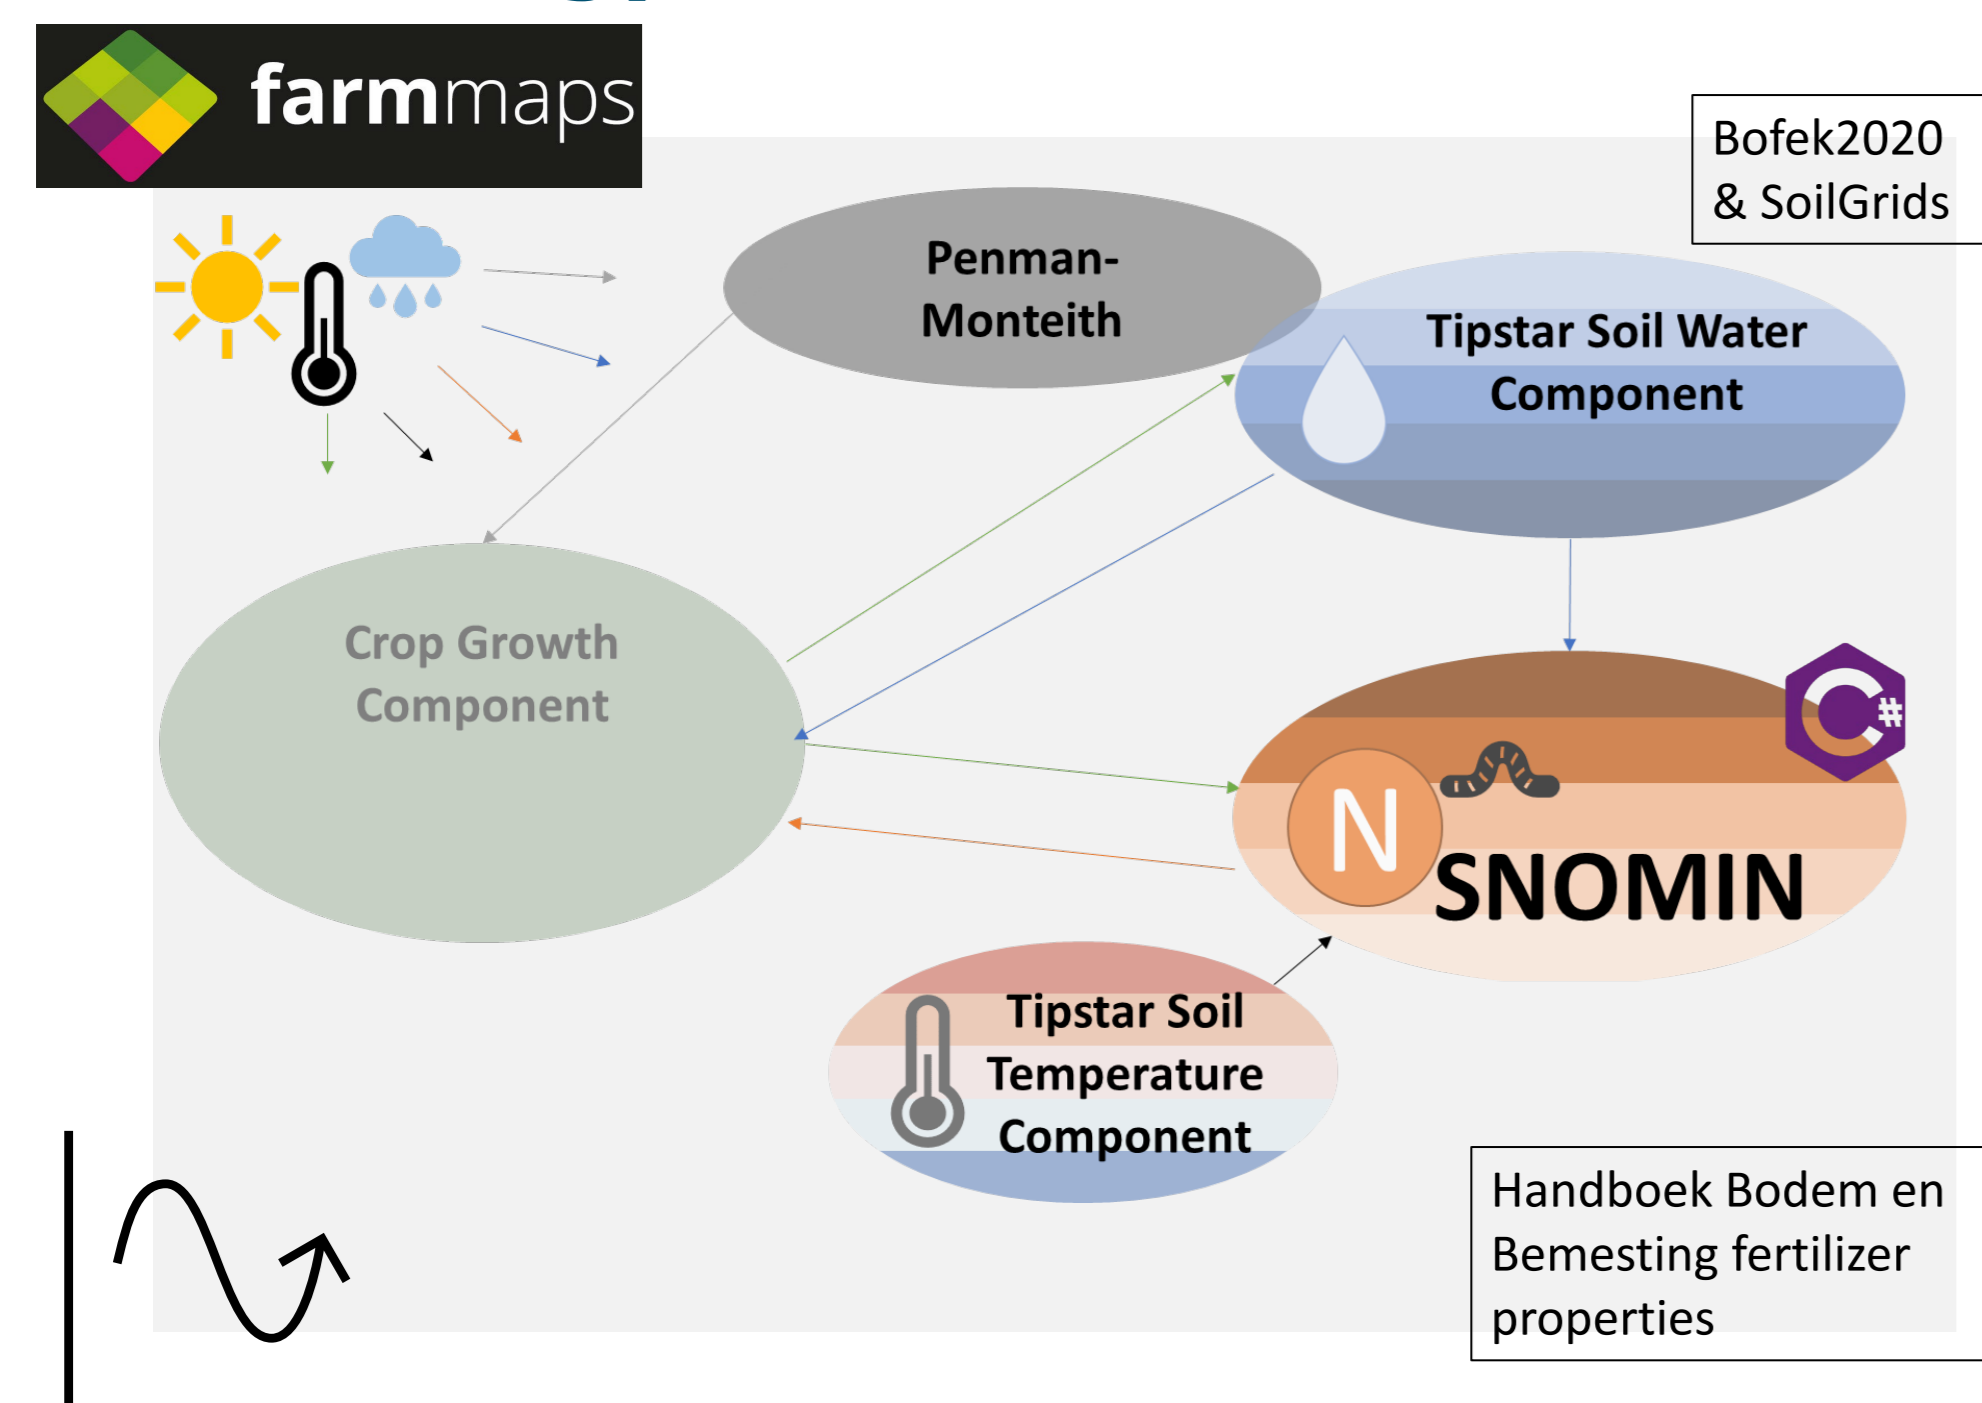 farmmaps
Bofek2020
& SoilGrids
Penman-
Monteith
Tipstar Soil Water
Component
Crop Growth
Component
C#
N
SNOMIN
Tipstar Soil
Temperature
Component
Handboek Bodem en
Bemesting fertilizer
properties